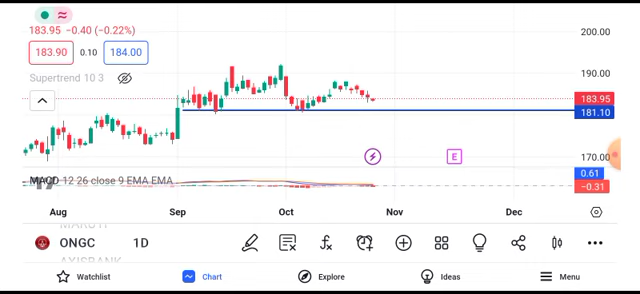 183.95 −0.40 (−0.22%)
200.00
183.90 0.10 184.00
190.00
Supertrend 10 3
183.95
181.10
E
170.00
0.61
MACD 12 26 close 9 EMA EMA
−0.31
Aug Sep Oct Nov Dec
ONGC 1D
AXISBANK
Watchlist Chart Explore Ideas Menu